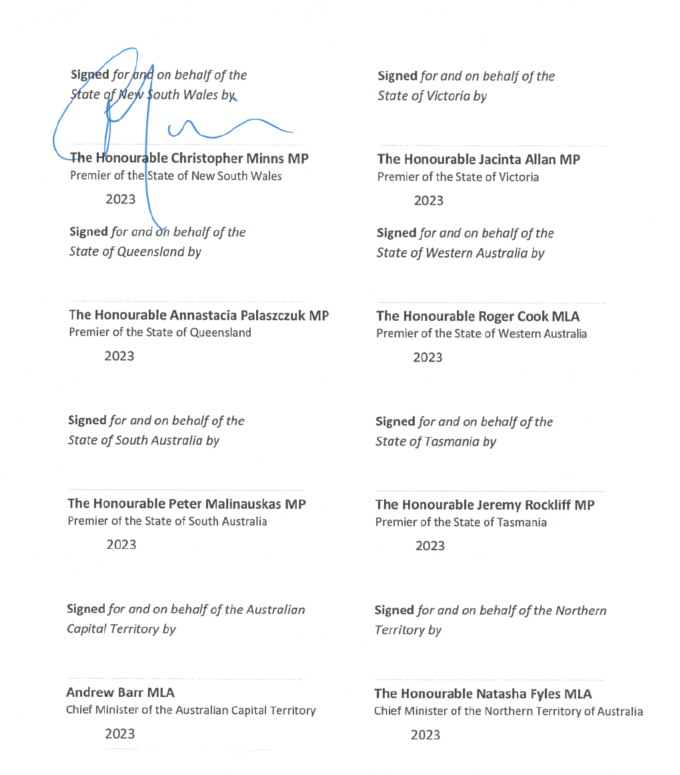 Signed for and on behalf of the
State of New South Wales by
The Honourable Christopher Minns MP
Premier of the State of New South Wales
2023
Signed for and on behalf of the
State of Victoria by
The Honourable Jacinta Allan MP
Premier of the State of Victoria
2023
Signed for and on behalf of the
State of Queensland by
The Honourable Annastacia Palaszczuk MP
Premier of the State of Queensland
2023
Signed for and on behalf of the
State of Western Australia by
The Honourable Roger Cook MLA
Premier of the State of Western Australia
2023
Signed for and on behalf of the
State of South Australia by
The Honourable Peter Malinauskas MP
Premier of the State of South Australia
2023
Signed for and on behalf of the
State of Tasmania by
The Honourable Jeremy Rockliff MP
Premier of the State of Tasmania
2023
Signed for and on behalf of the Australian
Capital Territory by
Andrew Barr MLA
Chief Minister of the Australian Capital Territory
2023
Signed for and on behalf of the Northern
Territory by
The Honourable Natasha Fyles MLA
Chief Minister of the Northern Territory of Australia
2023